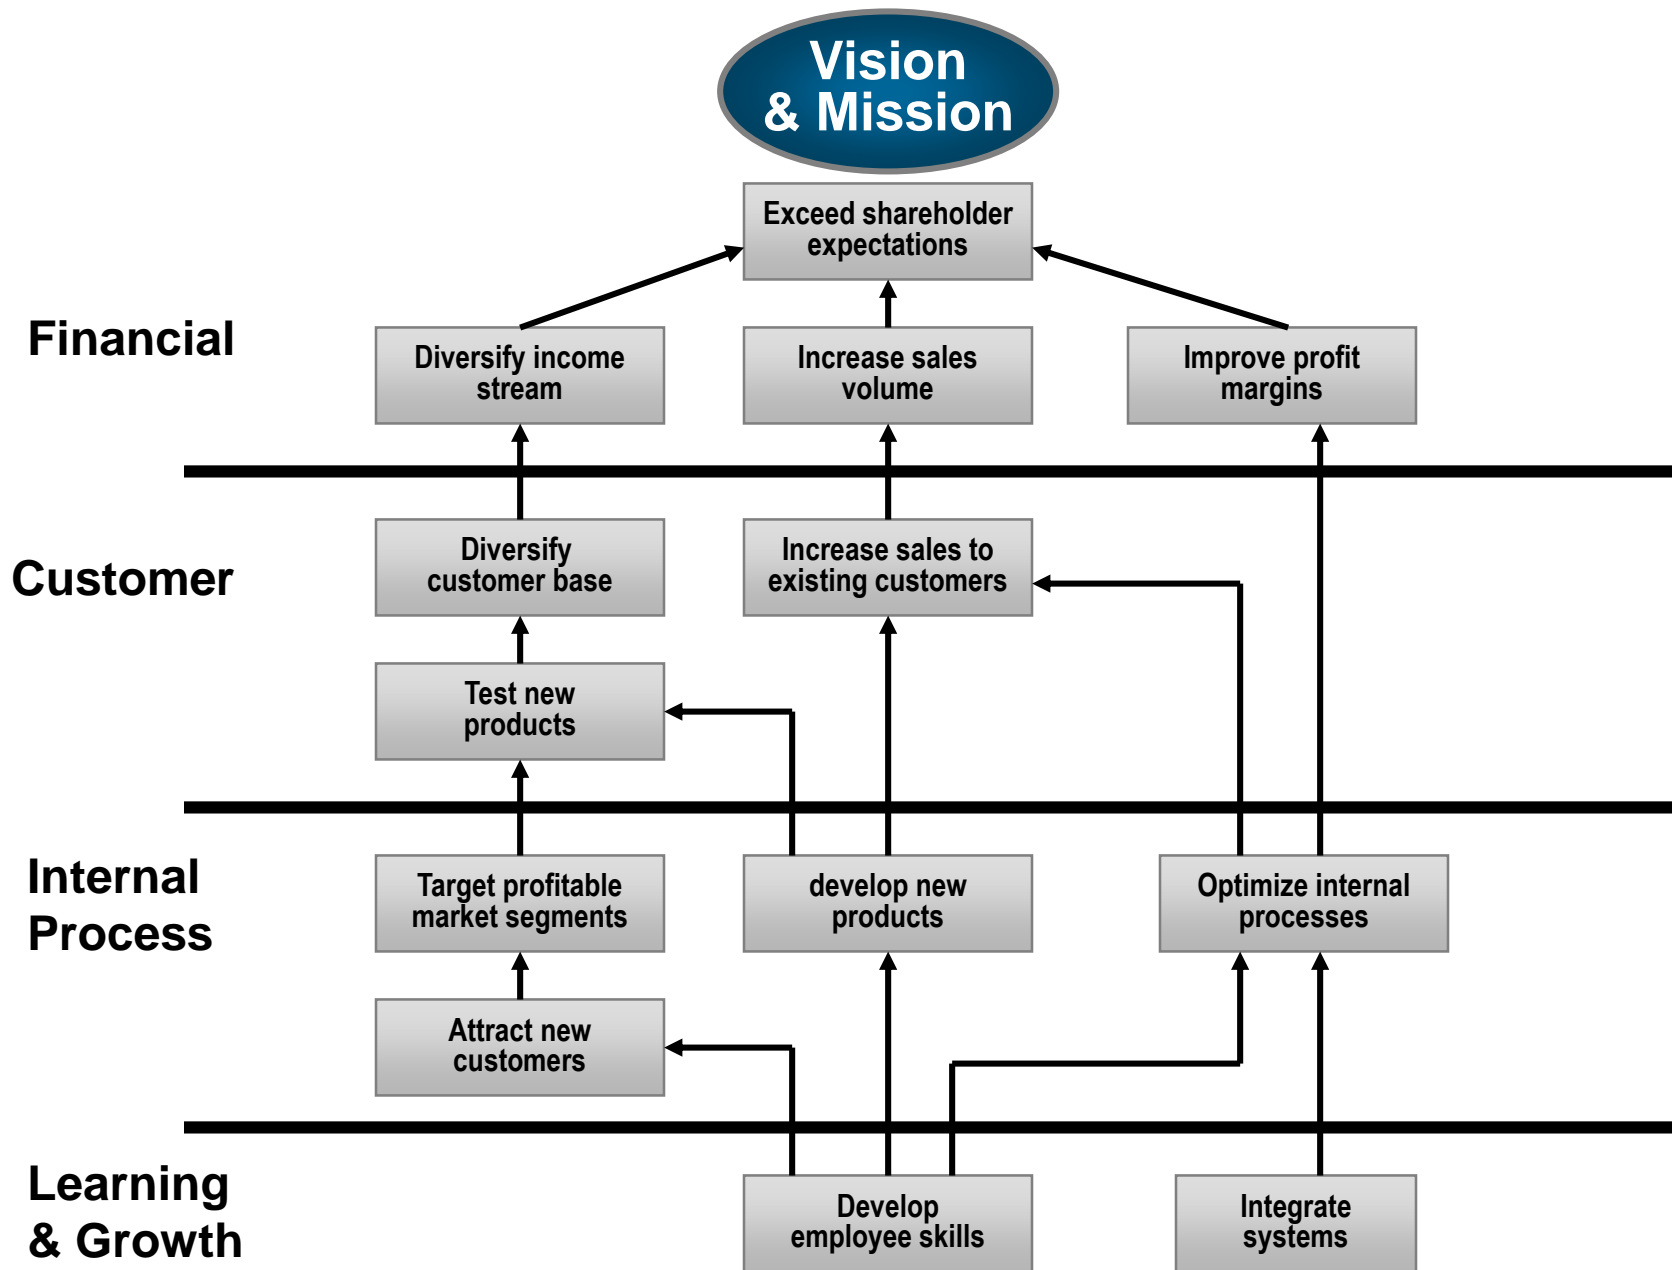 Vision
& Mission
Exceed shareholder
expectations
Financial
Diversify income
stream
Increase sales
volume
Improve profit
margins
Customer
Diversify
customer base
Increase sales to
existing customers
Test new
products
Internal
Process
Target profitable
market segments
develop new
products
Optimize internal
processes
Attract new
customers
Learning
& Growth
Develop
employee skills
Integrate
systems